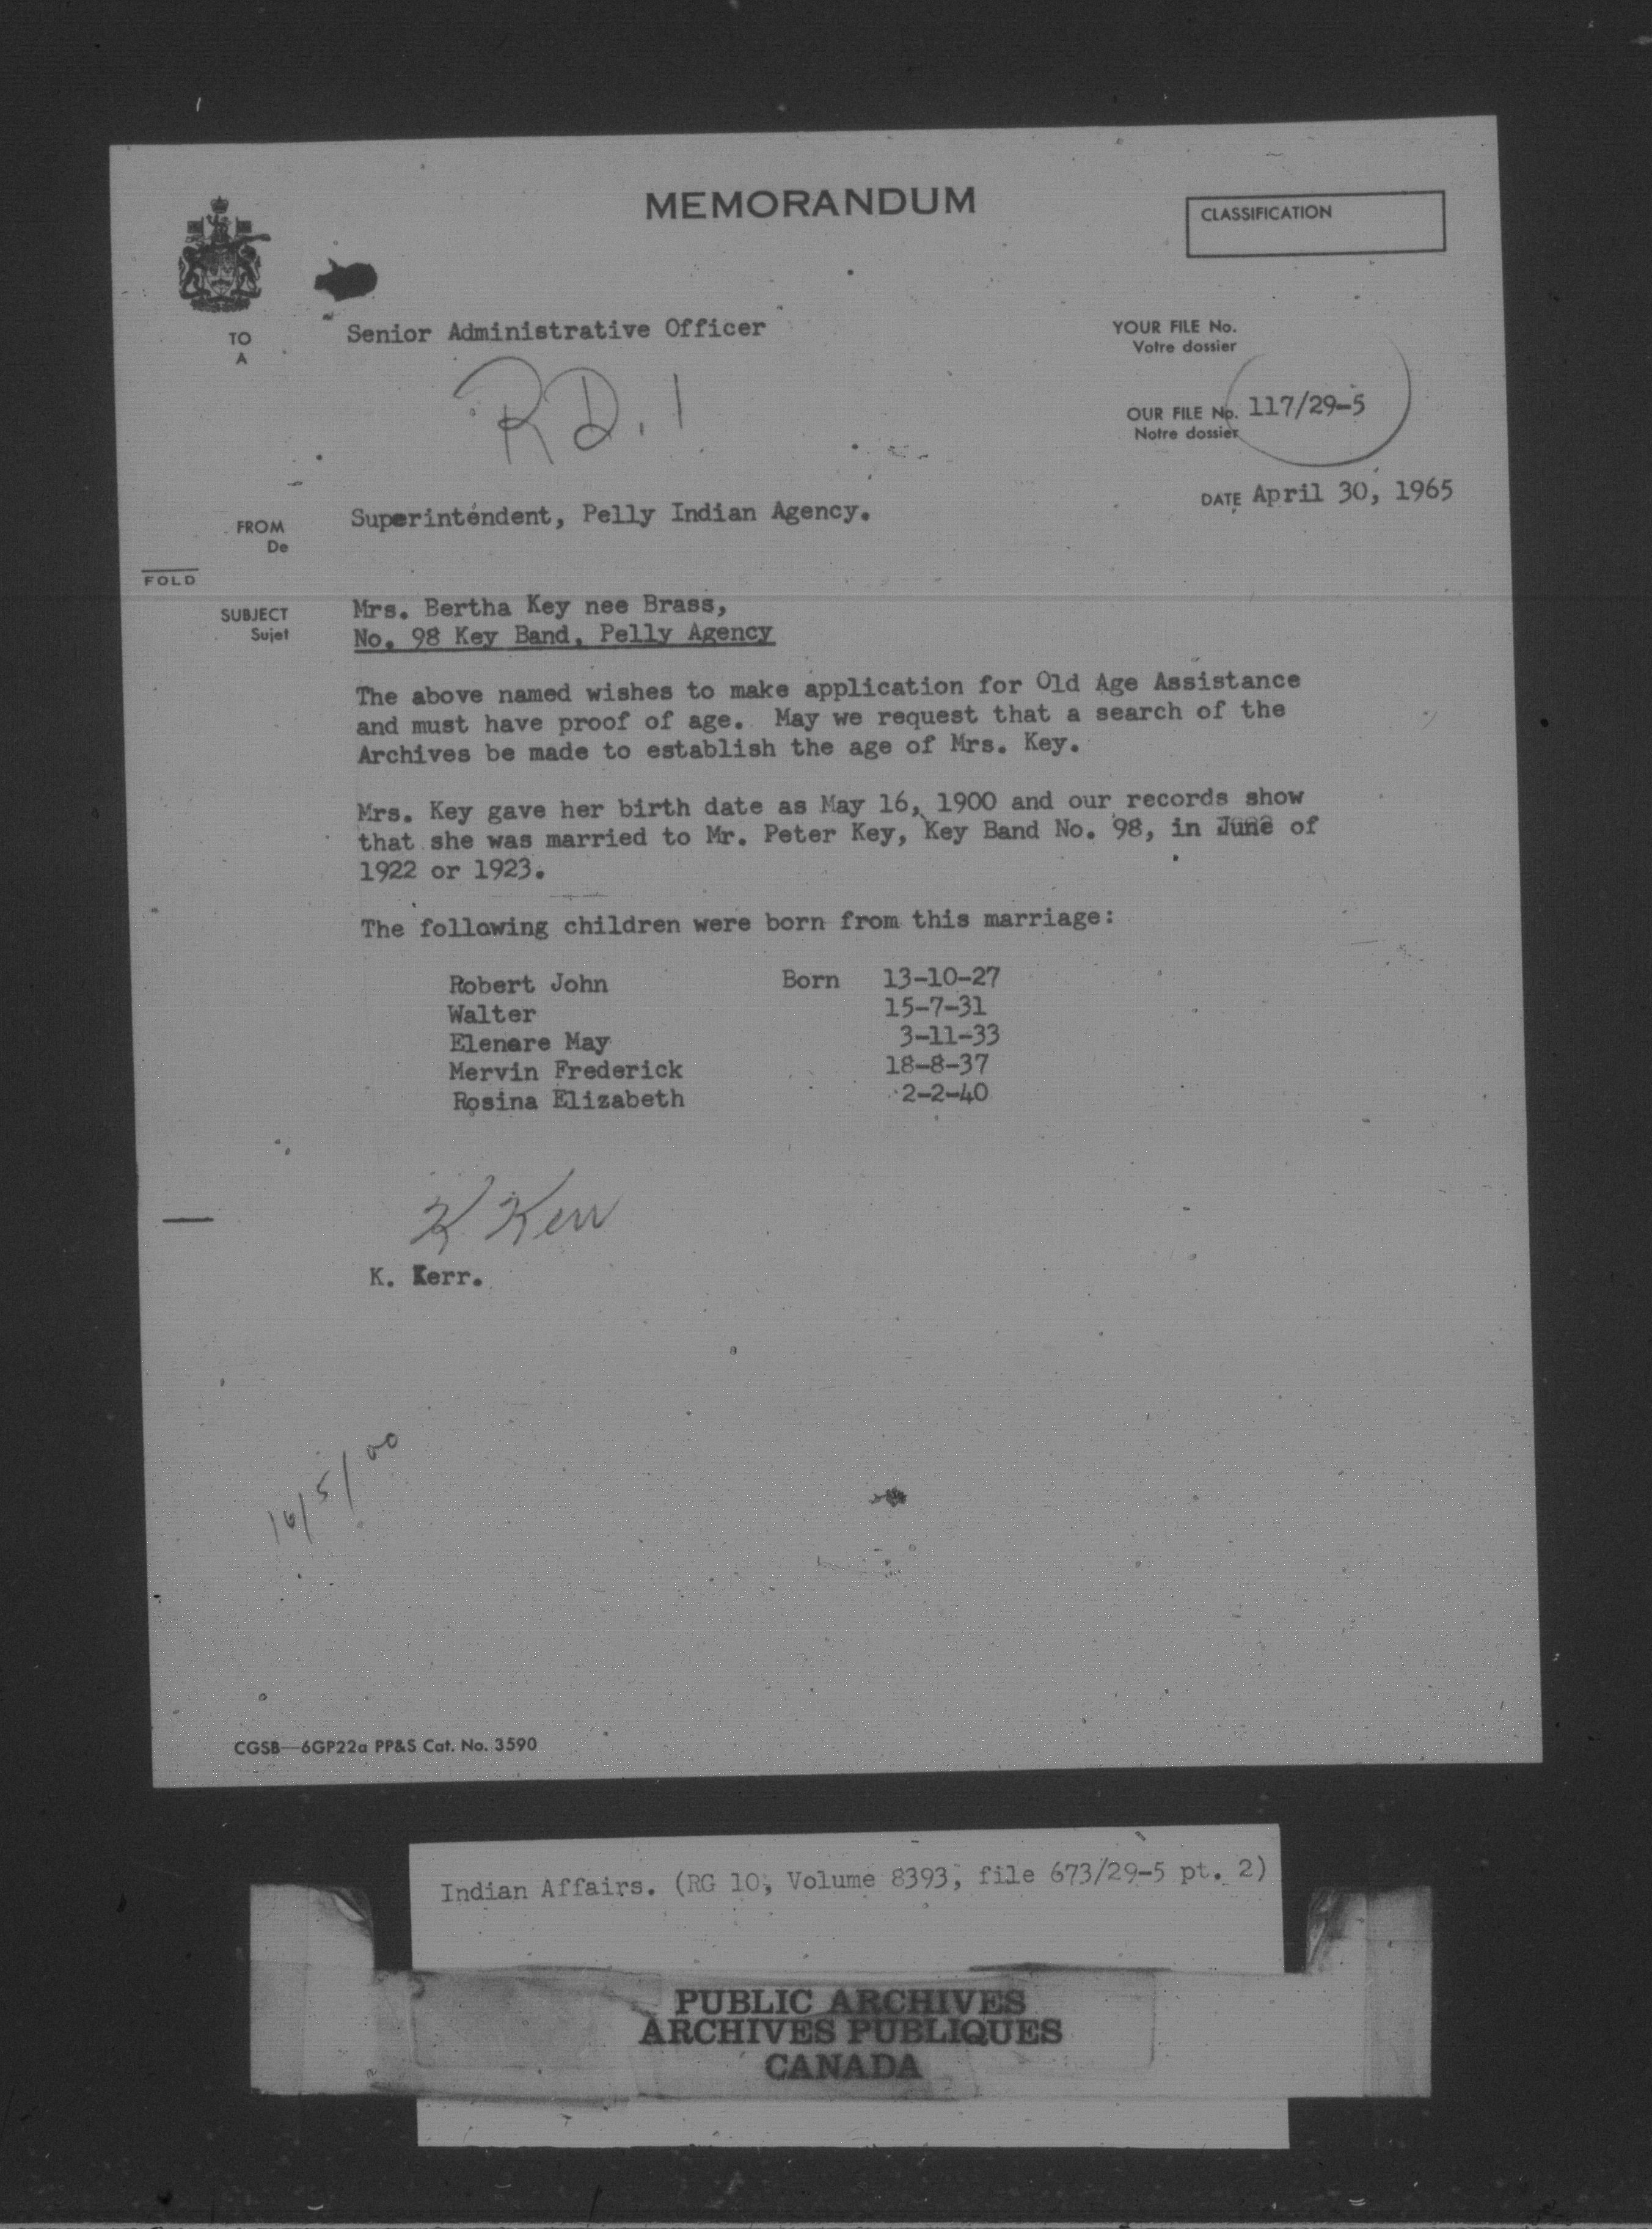 MEMORANDUM
CLASSIFICATION
TO
A
Senior Administrative Officer
YOUR FILE No.
Votre dossier
RD. 1
OUR FILE No. 117/29-5
Notre dossier
DATE April 30, 1965
FROM
De
Superintendent, Pelly Indian Agency.
FOLD
SUBJECT
Sujet
Mrs. Bertha Key nee Brass,
No. 98 Key Band, Pelly Agency
The above named wishes to make application for Old Age Assistance
and must have proof of age. May we request that a search of the
Archives be made to establish the age of Mrs. Key.
Mrs. Key gave her birth date as May 16, 1900 and our records show
that she was married to Mr. Peter Key, Key Band No. 98, in June of
1922 or 1923.
The following children were born from this marriage:
Robert John Born 13-10-27
Walter 15-7-31
Elenore May 3-11-33
Mervin Frederick 18-8-37
Rosina Elizabeth 2-2-40
K Kerr
K. Kerr.
16/5/00
CGSB—6GP22a PP&S Cat. No. 3590
Indian Affairs. (RG 10, Volume 8393, file 673/29-5 pt. 2)
PUBLIC ARCHIVES
ARCHIVES PUBLIQUES
CANADA